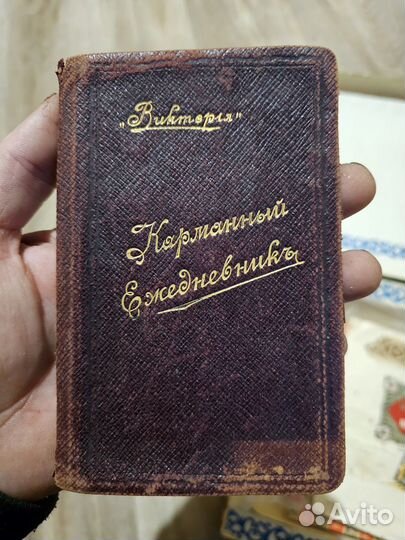 „Викторія"
Карманный
Ежедневникъ
Avito